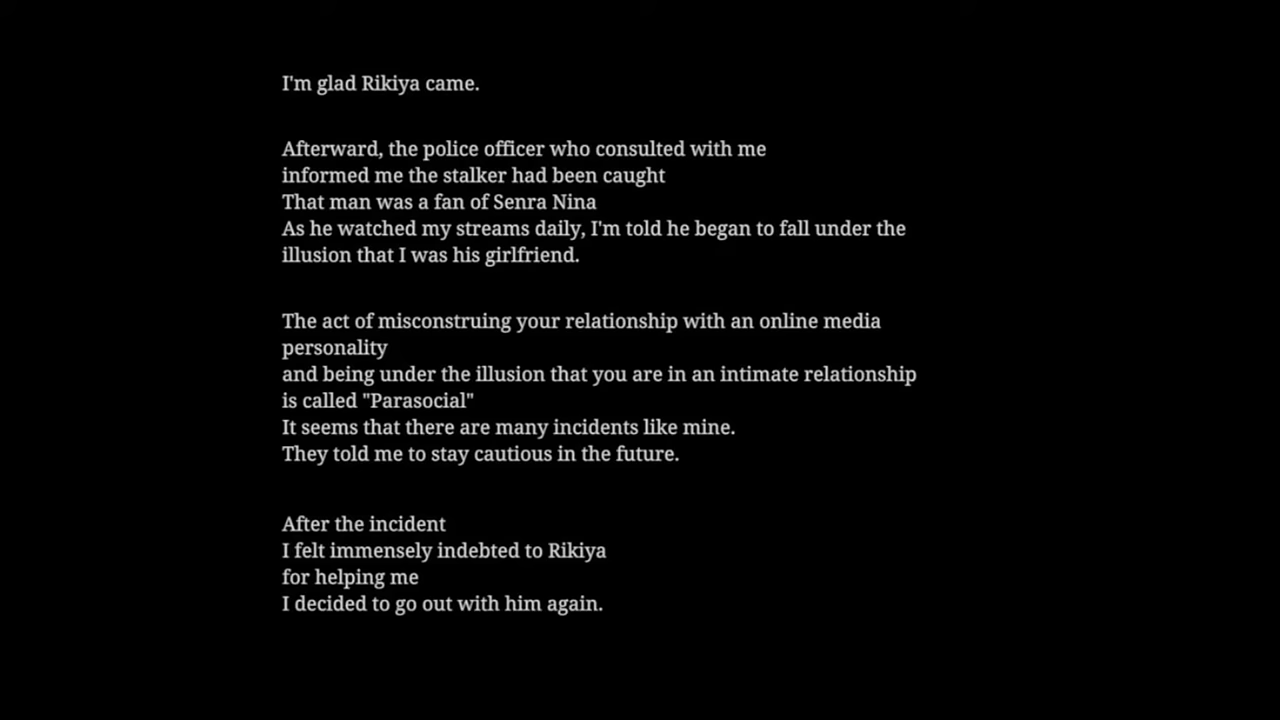 I'm glad Rikiya came.
Afterward, the police officer who consulted with me
informed me the stalker had been caught
That man was a fan of Senra Nina
As he watched my streams daily, I'm told he began to fall under the
illusion that I was his girlfriend.
The act of misconstruing your relationship with an online media
personality
and being under the illusion that you are in an intimate relationship
is called "Parasocial"
It seems that there are many incidents like mine.
They told me to stay cautious in the future.
After the incident
I felt immensely indebted to Rikiya
for helping me
I decided to go out with him again.